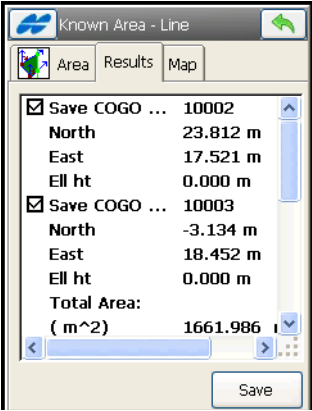 Known Area - Line
Area Results Map
Save COGO ... 10002
North 23.812 m
East 17.521 m
Ell ht 0.000 m
Save COGO ... 10003
North -3.134 m
East 18.452 m
Ell ht 0.000 m
Total Area:
( m^2) 1661.986
Save